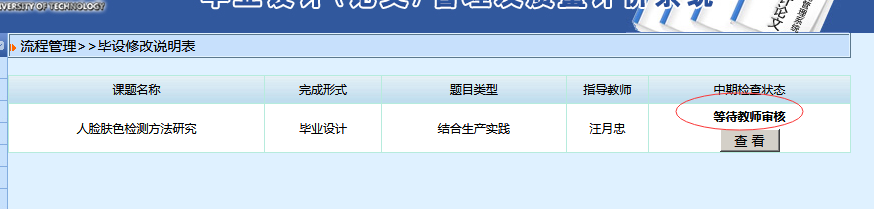 UNIVERSITY OF TECHNOLOGY
流程管理>>毕设修改说明表
课题名称 完成形式 题目类型 指导教师 中期检查状态
人脸肤色检测方法研究 毕业设计 结合生产实践 汪月忠 等待教师审核
查 看